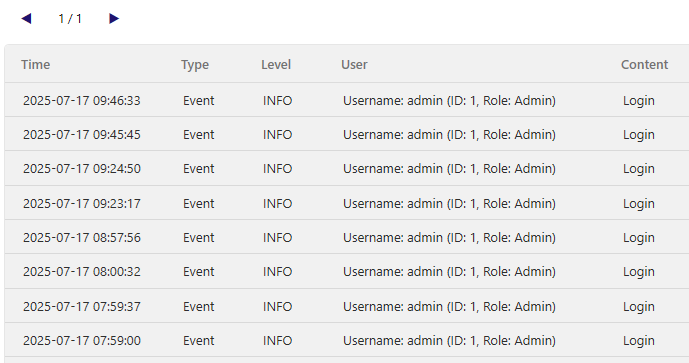 1 / 1
Time Type Level User Content
2025-07-17 09:46:33 Event INFO Username: admin (ID: 1, Role: Admin) Login
2025-07-17 09:45:45 Event INFO Username: admin (ID: 1, Role: Admin) Login
2025-07-17 09:24:50 Event INFO Username: admin (ID: 1, Role: Admin) Login
2025-07-17 09:23:17 Event INFO Username: admin (ID: 1, Role: Admin) Login
2025-07-17 08:57:56 Event INFO Username: admin (ID: 1, Role: Admin) Login
2025-07-17 08:00:32 Event INFO Username: admin (ID: 1, Role: Admin) Login
2025-07-17 07:59:37 Event INFO Username: admin (ID: 1, Role: Admin) Login
2025-07-17 07:59:00 Event INFO Username: admin (ID: 1, Role: Admin) Login